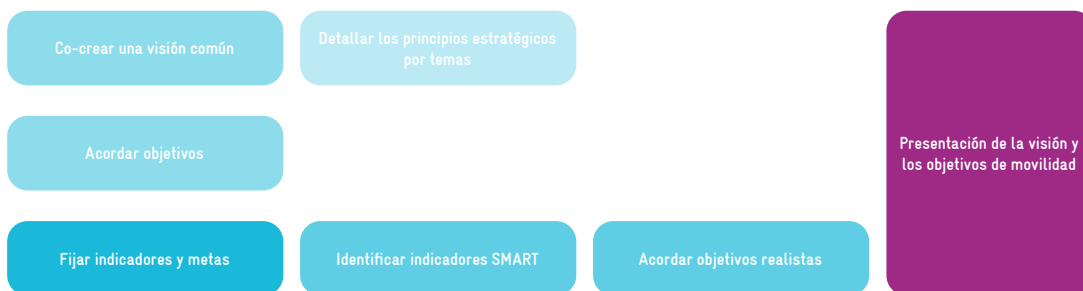 Co-crear una visión común
Detallar los principios estratégicos
por temas
Acordar objetivos
Presentación de la visión y
los objetivos de movilidad
Fijar indicadores y metas
Identificar indicadores SMART
Acordar objetivos realistas